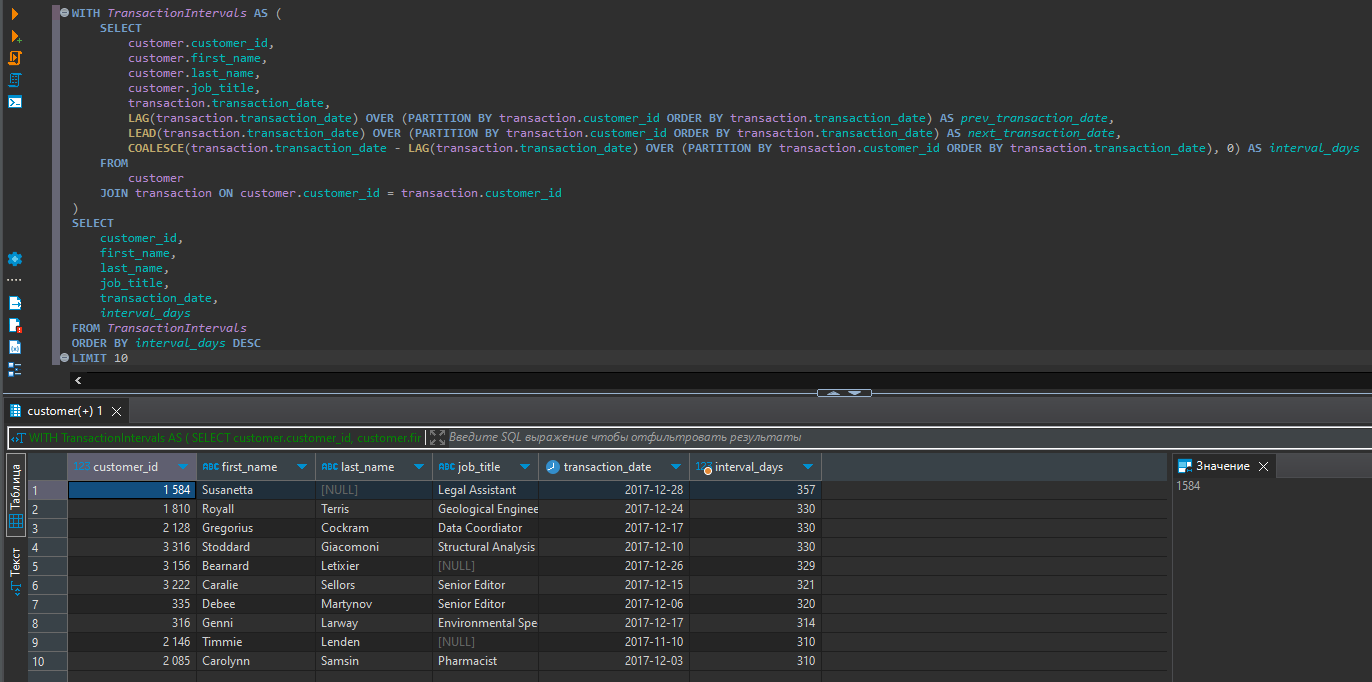 WITH TransactionIntervals AS (
SELECT
customer.customer_id,
customer.first_name,
customer.last_name,
customer.job_title,
transaction.transaction_date,
LAG(transaction.transaction_date) OVER (PARTITION BY transaction.customer_id ORDER BY transaction.transaction_date) AS prev_transaction_date,
LEAD(transaction.transaction_date) OVER (PARTITION BY transaction.customer_id ORDER BY transaction.transaction_date) AS next_transaction_date,
COALESCE(transaction.transaction_date - LAG(transaction.transaction_date) OVER (PARTITION BY transaction.customer_id ORDER BY transaction.transaction_date), 0) AS interval_days
FROM
customer
JOIN transaction ON customer.customer_id = transaction.customer_id
)
SELECT
customer_id,
first_name,
last_name,
job_title,
transaction_date,
interval_days
FROM TransactionIntervals
ORDER BY interval_days DESC
LIMIT 10
customer(+) 1
WITH TransactionIntervals AS ( SELECT customer.customer_id, customer.fir Введите SQL выражение чтобы отфильтровать результаты
Таблица
Текст
123 customer_id ABC first_name ABC last_name ABC job_title transaction_date 123 interval_days
1 1 584 Susanetta [NULL] Legal Assistant 2017-12-28 357
2 1 810 Royall Terris Geological Enginee 2017-12-24 330
3 2 128 Gregorius Cockram Data Coordiator 2017-12-17 330
4 3 316 Stoddard Giacomoni Structural Analysis 2017-12-10 330
5 3 156 Bearnard Letixier [NULL] 2017-12-26 329
6 3 222 Caralie Sellors Senior Editor 2017-12-15 321
7 335 Debee Martynov Senior Editor 2017-12-06 320
8 316 Genni Larway Environmental Spe 2017-12-17 314
9 2 146 Timmie Lenden [NULL] 2017-11-10 310
10 2 085 Carolynn Samsin Pharmacist 2017-12-03 310
Значение
1584